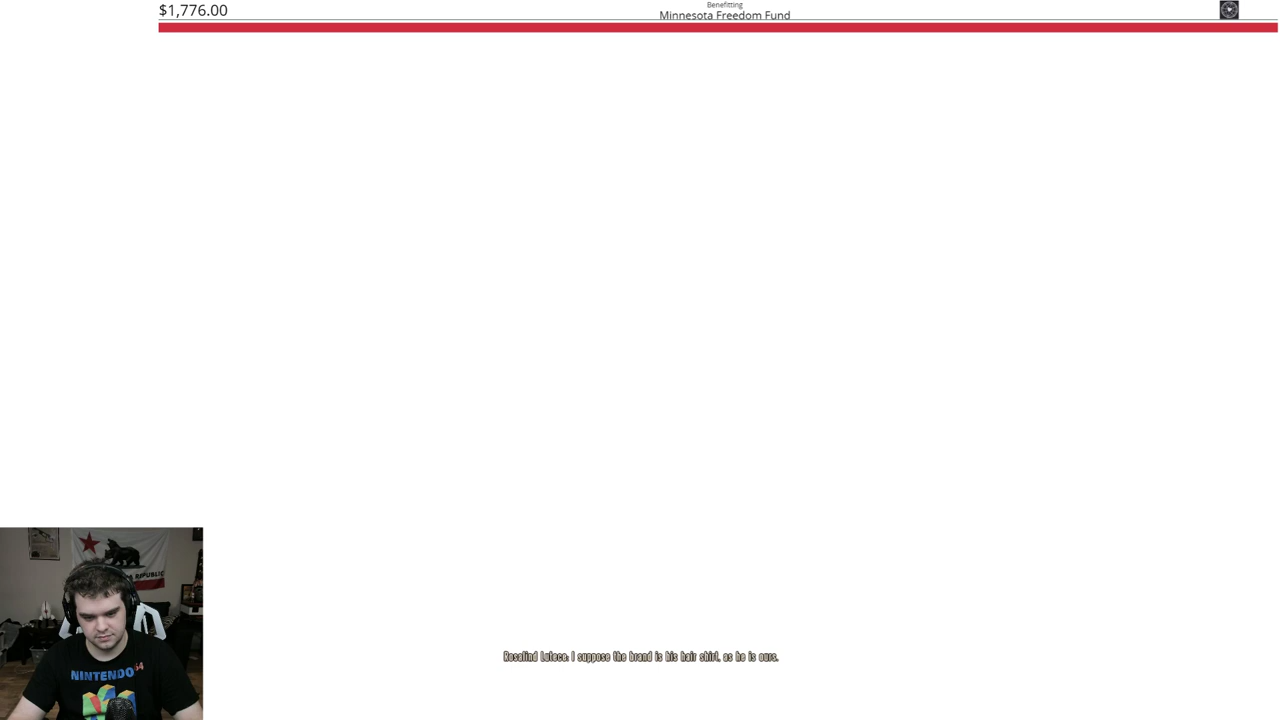 $1,776.00
Benefitting
Minnesota Freedom Fund
REPUBLIC
NINTENDO 64
Rosalind Lutece: I suppose the brand is his hair shirt, as he is ours.